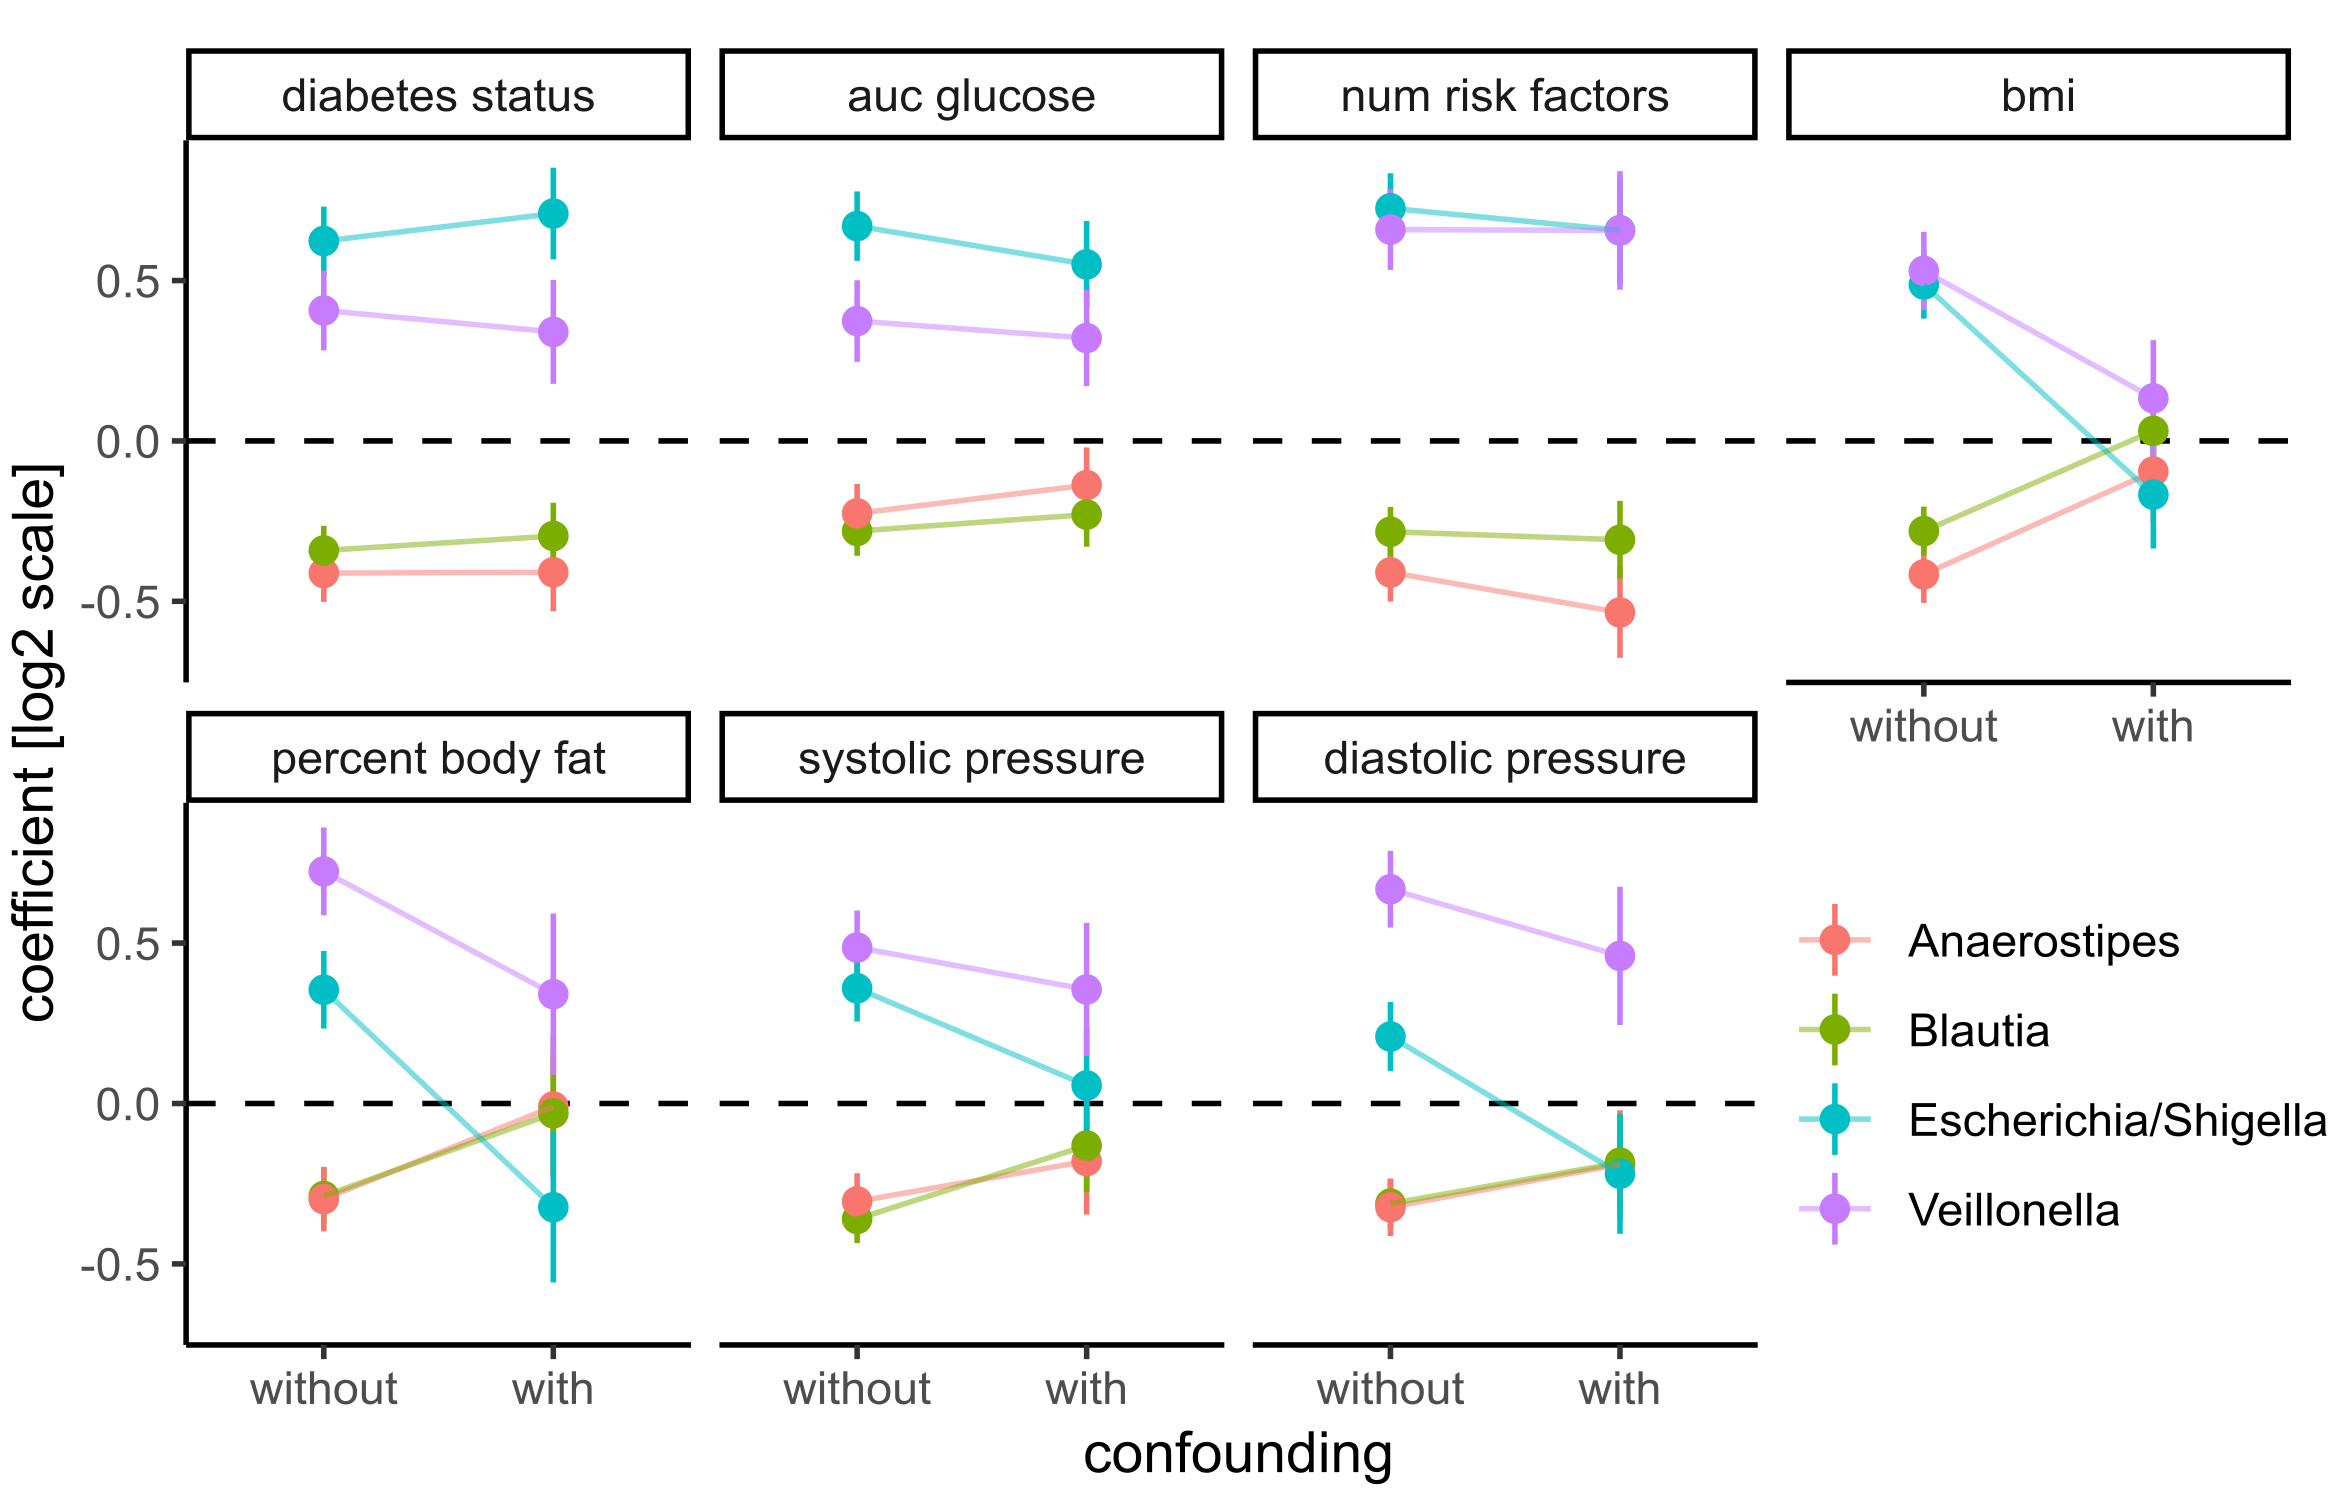 diabetes status
auc glucose
num risk factors
bmi
0.5
0.0
-0.5
without
with
percent body fat
systolic pressure
diastolic pressure
0.5
0.0
-0.5
without
with
without
with
without
with
confounding
coefficient [log2 scale]
Anaerostipes
Blautia
Escherichia/Shigella
Veillonella